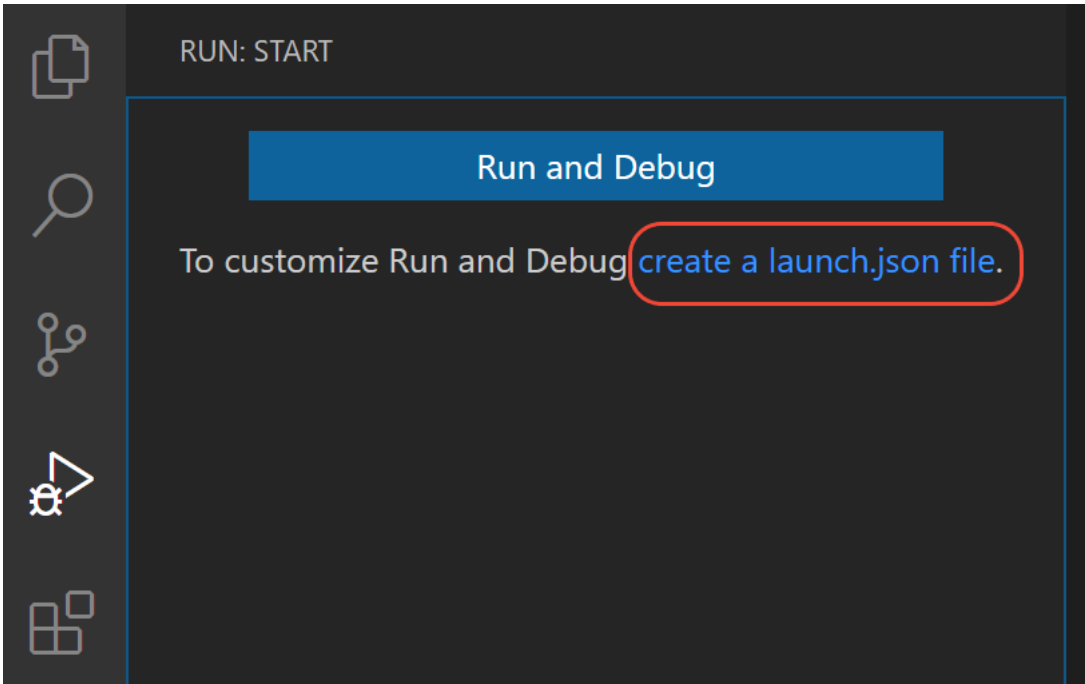 RUN: START
Run and Debug
To customize Run and Debug create a launch.json file.